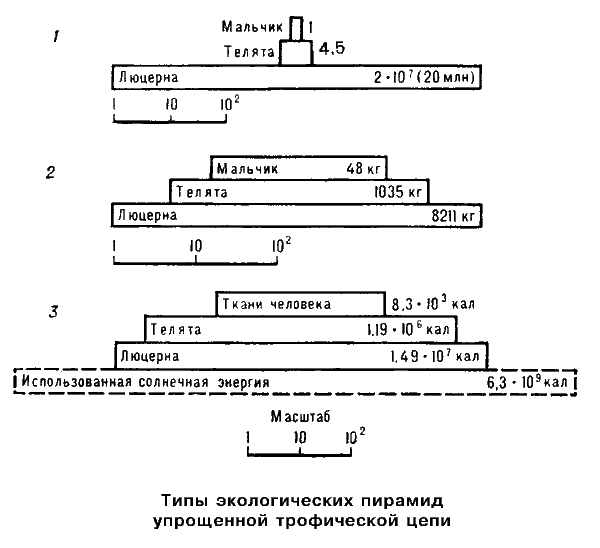 1
Мальчик 1
Телята 4,5
Люцерна 2·10⁷ (20 млн)
1 10 10²
2
Мальчик 48 кг
Телята 1035 кг
Люцерна 8211 кг
1 10 10²
3
Ткани человека 8,3·10³ кал
Телята 1,19·10⁶ кал
Люцерна 1,49·10⁷ кал
Использованная солнечная энергия 6,3·10⁹ кал
Масштаб
1 10 10²
Типы экологических пирамид
упрощенной трофической цепи